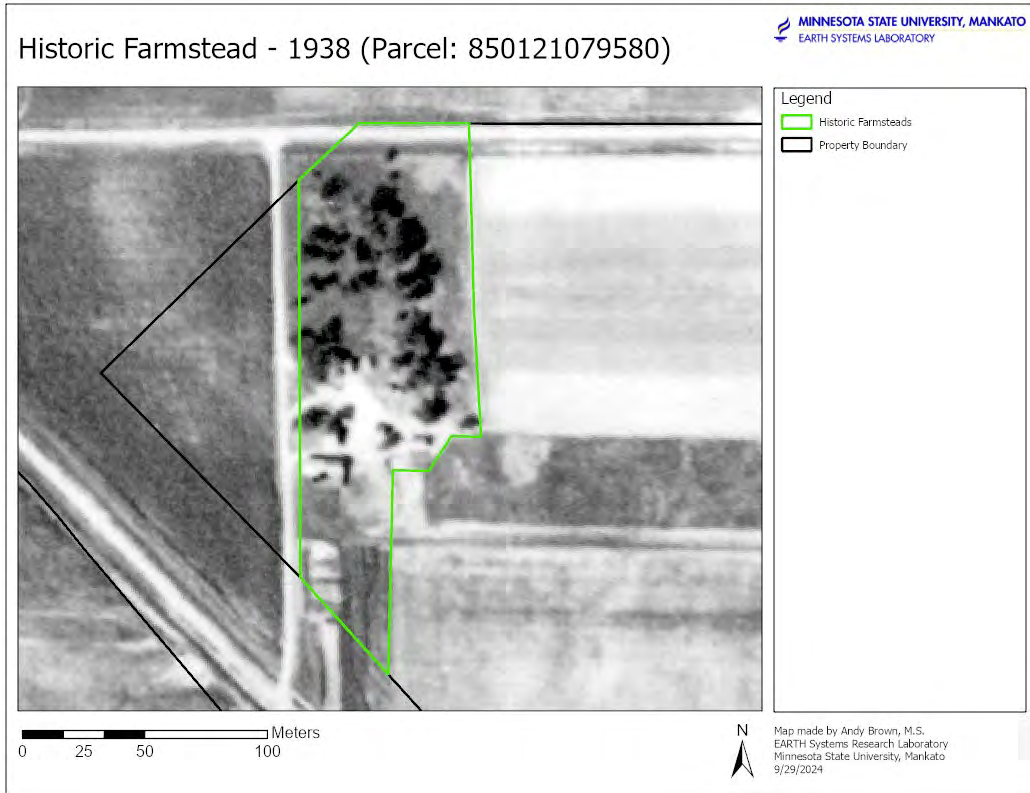 Historic Farmstead - 1938 (Parcel: 850121079580)
MINNESOTA STATE UNIVERSITY, MANKATO
EARTH SYSTEMS LABORATORY
Legend
Historic Farmsteads
Property Boundary
Meters
0 25 50 100
N
Map made by Andy Brown, M.S.
EARTH Systems Research Laboratory
Minnesota State University, Mankato
9/29/2024